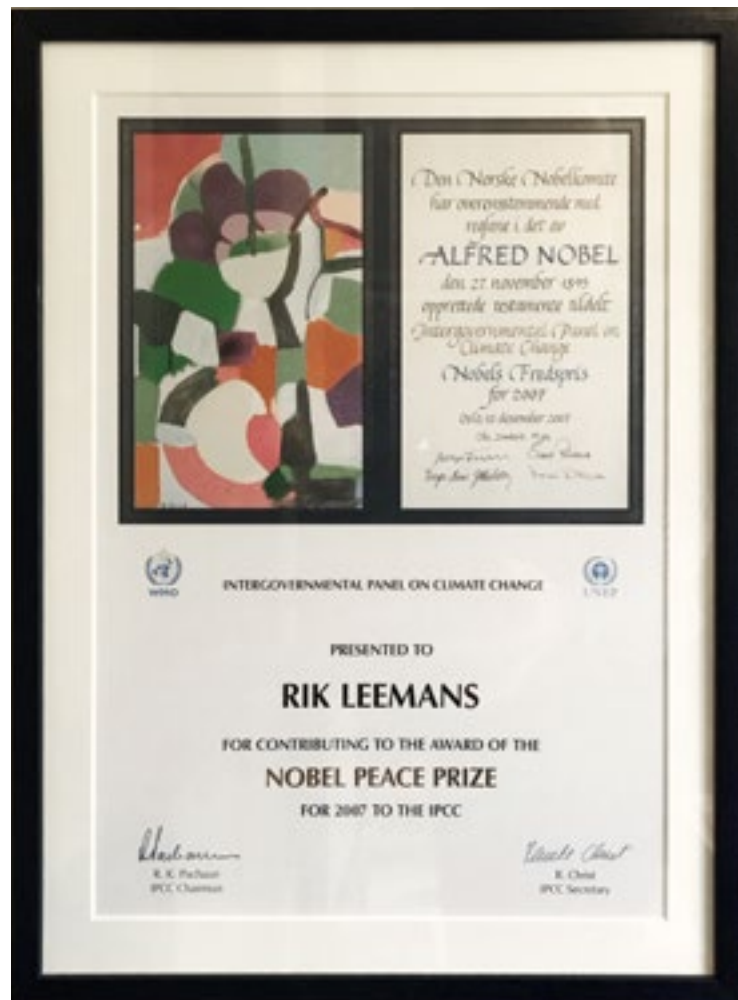 Den Norske Nobelkomite
har overensstemmende med
reglene i det av
ALFRED NOBEL
den 27. november 1895
opprettede testamente tildelt
Intergovernmental Panel on
Climate Change
Nobels Fredspris
for 2007
Oslo, 10 desember 2007
WMO
INTERGOVERNMENTAL PANEL ON CLIMATE CHANGE
UNEP
PRESENTED TO
RIK LEEMANS
FOR CONTRIBUTING TO THE AWARD OF THE
NOBEL PEACE PRIZE
FOR 2007 TO THE IPCC
R. K. Pachauri
IPCC Chairman
Renate Christ
R. Christ
IPCC Secretary